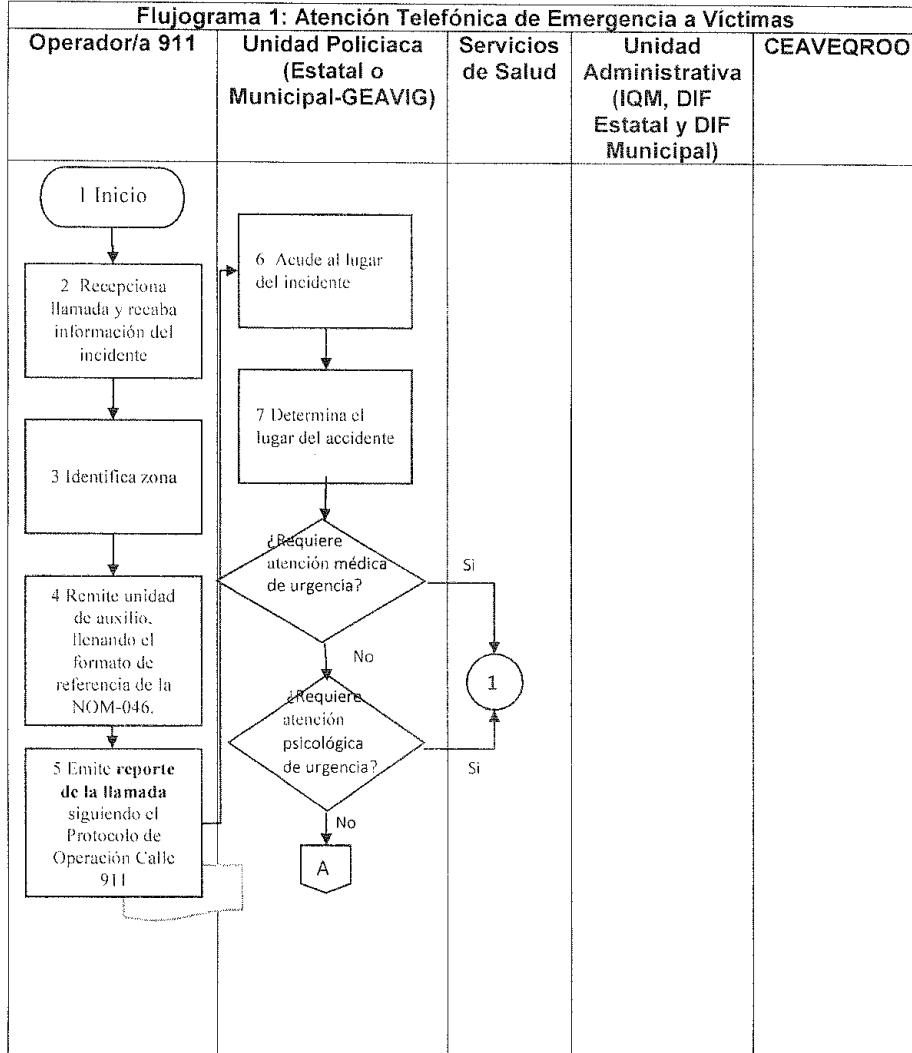 Flujograma 1: Atención Telefónica de Emergencia a Víctimas
Operador/a 911
Unidad Policiaca
(Estatal o
Municipal-GEAVIG)
Servicios
de Salud
Unidad
Administrativa
(IQM, DIF
Estatal y DIF
Municipal)
CEAVEQROO
1 Inicio
2 Recepciona
llamada y recaba
información del
incidente
3 Identifica zona
4 Remite unidad
de auxilio,
llenando el
formato de
referencia de la
NOM-046.
5 Emite reporte
de la llamada
siguiendo el
Protocolo de
Operación Calle
911
6 Acude al lugar
del incidente
7 Determina el
lugar del accidente
¿Requiere
atención médica
de urgencia?
Si
No
¿Requiere
atención
psicológica
de urgencia?
Si
No
A
1